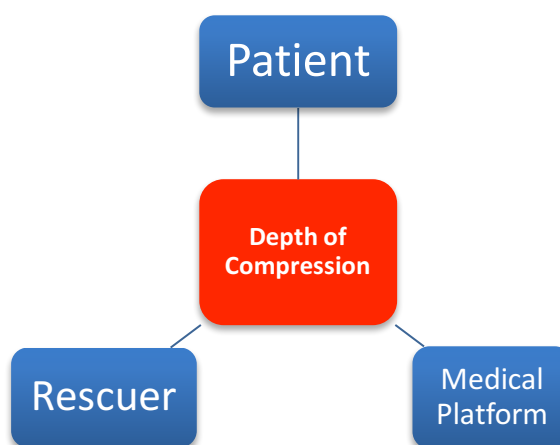 Patient
Depth of
Compression
Rescuer
Medical
Platform